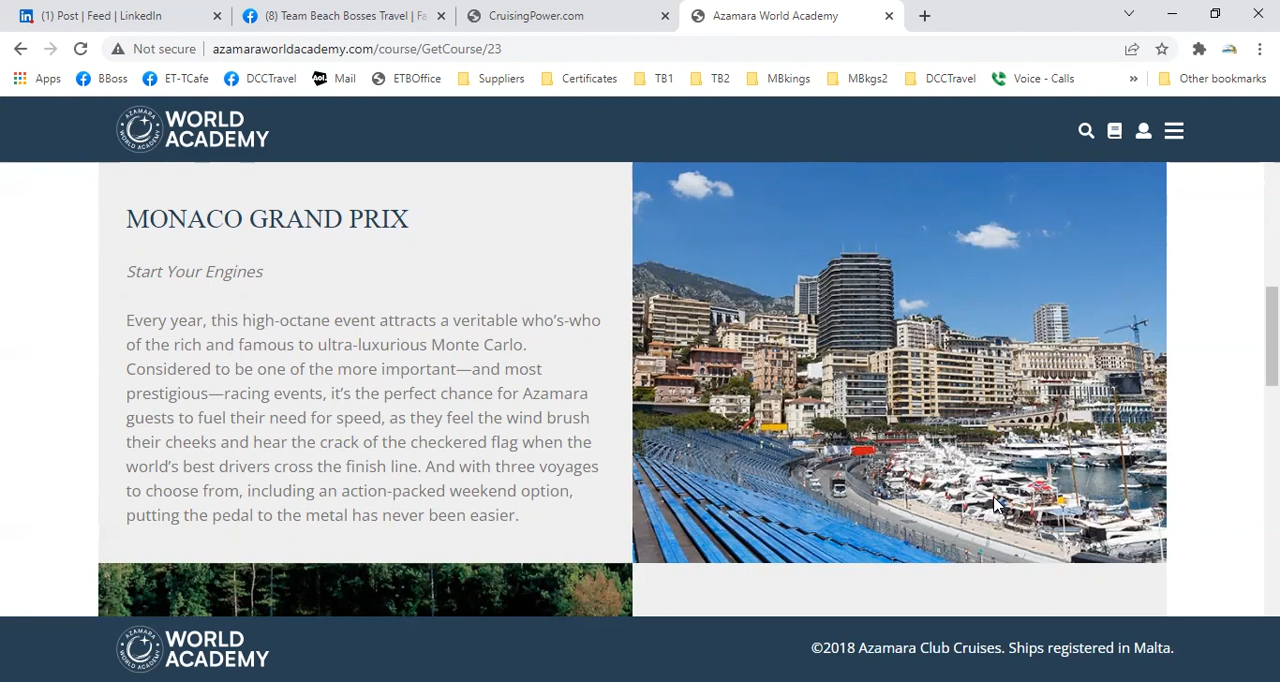 (1) Post | Feed | LinkedIn
(8) Team Beach Bosses Travel | Fa
CruisingPower.com
Azamara World Academy
Not secure
azamaraworldacademy.com/course/GetCourse/23
Apps
BBoss
ET-TCafe
DCCTravel
Aol.
Mail
ETBOffice
Suppliers
Certificates
TB1
TB2
MBkings
MBkgs2
DCCTravel
Voice - Calls
»
Other bookmarks
WORLD
ACADEMY
MONACO GRAND PRIX
Start Your Engines
Every year, this high-octane event attracts a veritable who’s-who
of the rich and famous to ultra-luxurious Monte Carlo.
Considered to be one of the more important—and most
prestigious—racing events, it’s the perfect chance for Azamara
guests to fuel their need for speed, as they feel the wind brush
their cheeks and hear the crack of the checkered flag when the
world’s best drivers cross the finish line. And with three voyages
to choose from, including an action-packed weekend option,
putting the pedal to the metal has never been easier.
WORLD
ACADEMY
©2018 Azamara Club Cruises. Ships registered in Malta.